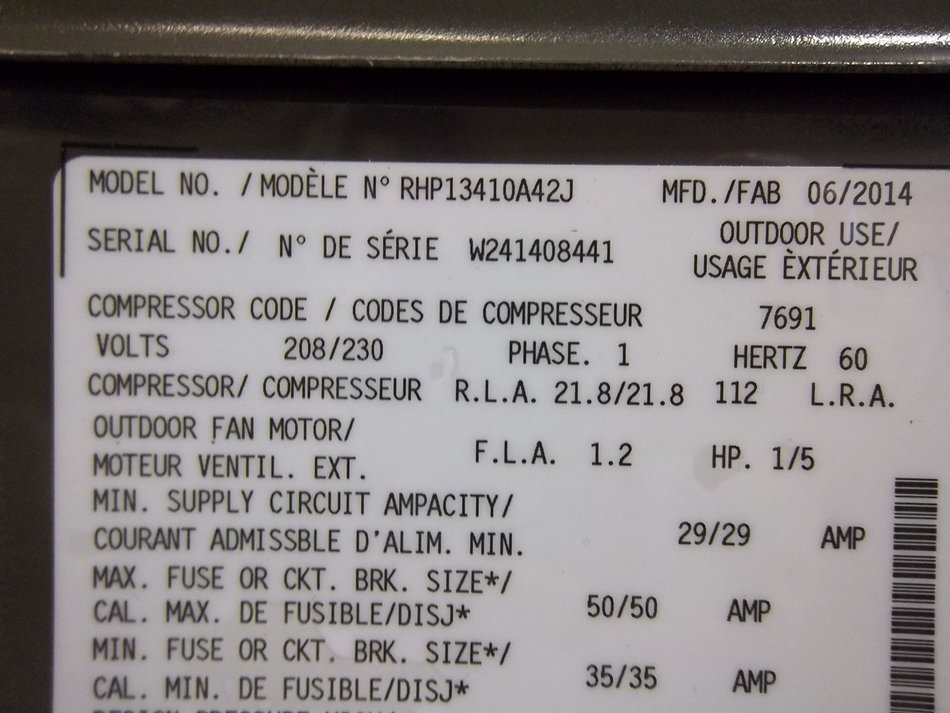 MODEL NO. / MODÈLE N° RHP13410A42J MFD./FAB 06/2014
SERIAL NO./ N° DE SÉRIE W241408441 OUTDOOR USE/
USAGE ÈXTÉRIEUR
COMPRESSOR CODE / CODES DE COMPRESSEUR 7691
VOLTS 208/230 PHASE. 1 HERTZ 60
COMPRESSOR/ COMPRESSEUR R.L.A. 21.8/21.8 112 L.R.A.
OUTDOOR FAN MOTOR/
MOTEUR VENTIL. EXT. F.L.A. 1.2 HP. 1/5
MIN. SUPPLY CIRCUIT AMPACITY/
COURANT ADMISSBLE D'ALIM. MIN. 29/29 AMP
MAX. FUSE OR CKT. BRK. SIZE*/
CAL. MAX. DE FUSIBLE/DISJ* 50/50 AMP
MIN. FUSE OR CKT. BRK. SIZE*/
CAL. MIN. DE FUSIBLE/DISJ* 35/35 AMP